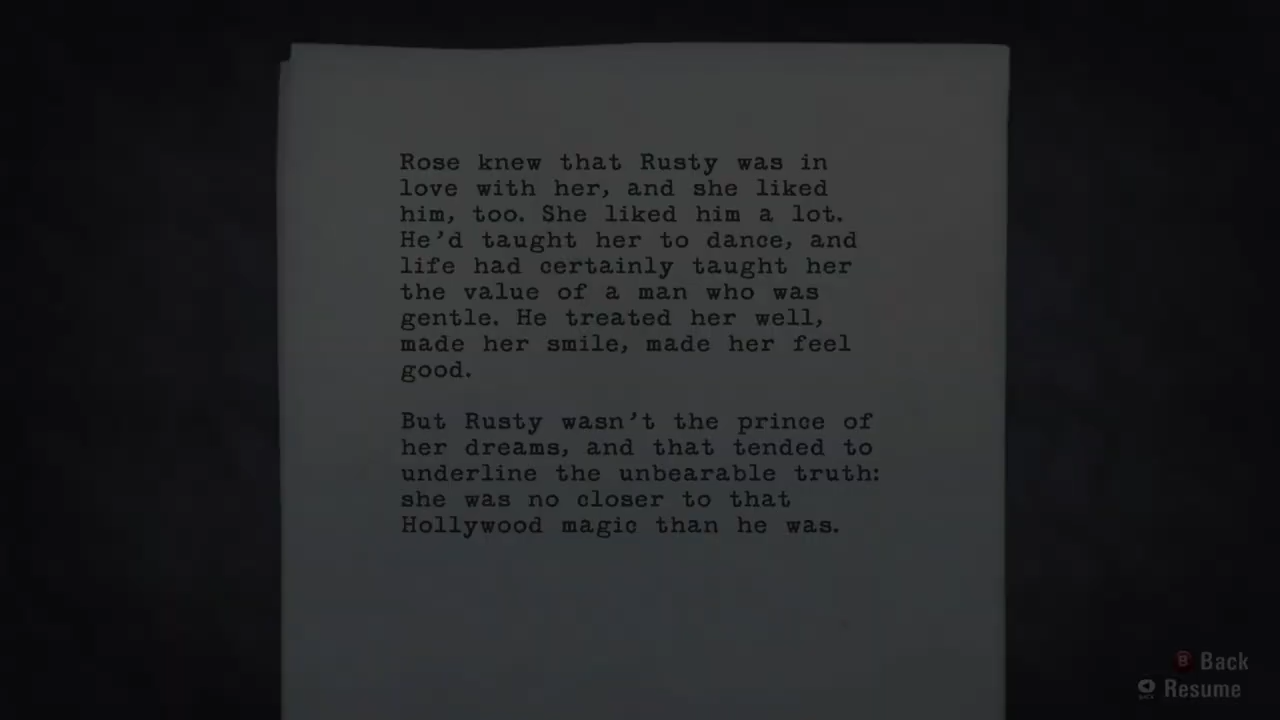 Rose knew that Rusty was in
love with her, and she liked
him, too. She liked him a lot.
He'd taught her to dance, and
life had certainly taught her
the value of a man who was
gentle. He treated her well,
made her smile, made her feel
good.
But Rusty wasn't the prince of
her dreams, and that tended to
underline the unbearable truth:
she was no closer to that
Hollywood magic than he was.
B Back
BACK Resume